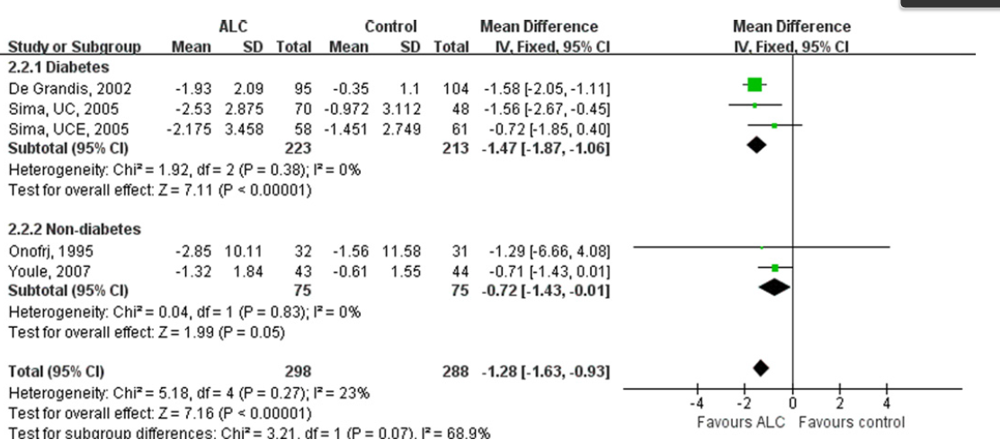 ALC Control Mean Difference Mean Difference
Study or Subgroup Mean SD Total Mean SD Total IV, Fixed, 95% CI IV, Fixed, 95% CI
2.2.1 Diabetes
De Grandis, 2002 -1.93 2.09 95 -0.35 1.1 104 -1.58 [-2.05, -1.11]
Sima, UC, 2005 -2.53 2.875 70 -0.972 3.112 48 -1.56 [-2.67, -0.45]
Sima, UCE, 2005 -2.175 3.458 58 -1.451 2.749 61 -0.72 [-1.85, 0.40]
Subtotal (95% CI) 223 213 -1.47 [-1.87, -1.06]
Heterogeneity: Chi² = 1.92, df = 2 (P = 0.38); I² = 0%
Test for overall effect: Z = 7.11 (P < 0.00001)
2.2.2 Non-diabetes
Onofrj, 1995 -2.85 10.11 32 -1.56 11.58 31 -1.29 [-6.66, 4.08]
Youle, 2007 -1.32 1.84 43 -0.61 1.55 44 -0.71 [-1.43, 0.01]
Subtotal (95% CI) 75 75 -0.72 [-1.43, -0.01]
Heterogeneity: Chi² = 0.04, df = 1 (P = 0.83); I² = 0%
Test for overall effect: Z = 1.99 (P = 0.05)
Total (95% CI) 298 288 -1.28 [-1.63, -0.93]
Heterogeneity: Chi² = 5.18, df = 4 (P = 0.27); I² = 23%
Test for overall effect: Z = 7.16 (P < 0.00001)
Test for subgroup differences: Chi² = 3.21, df = 1 (P = 0.07), I² = 68.9%
-4 -2 0 2 4
Favours ALC Favours control